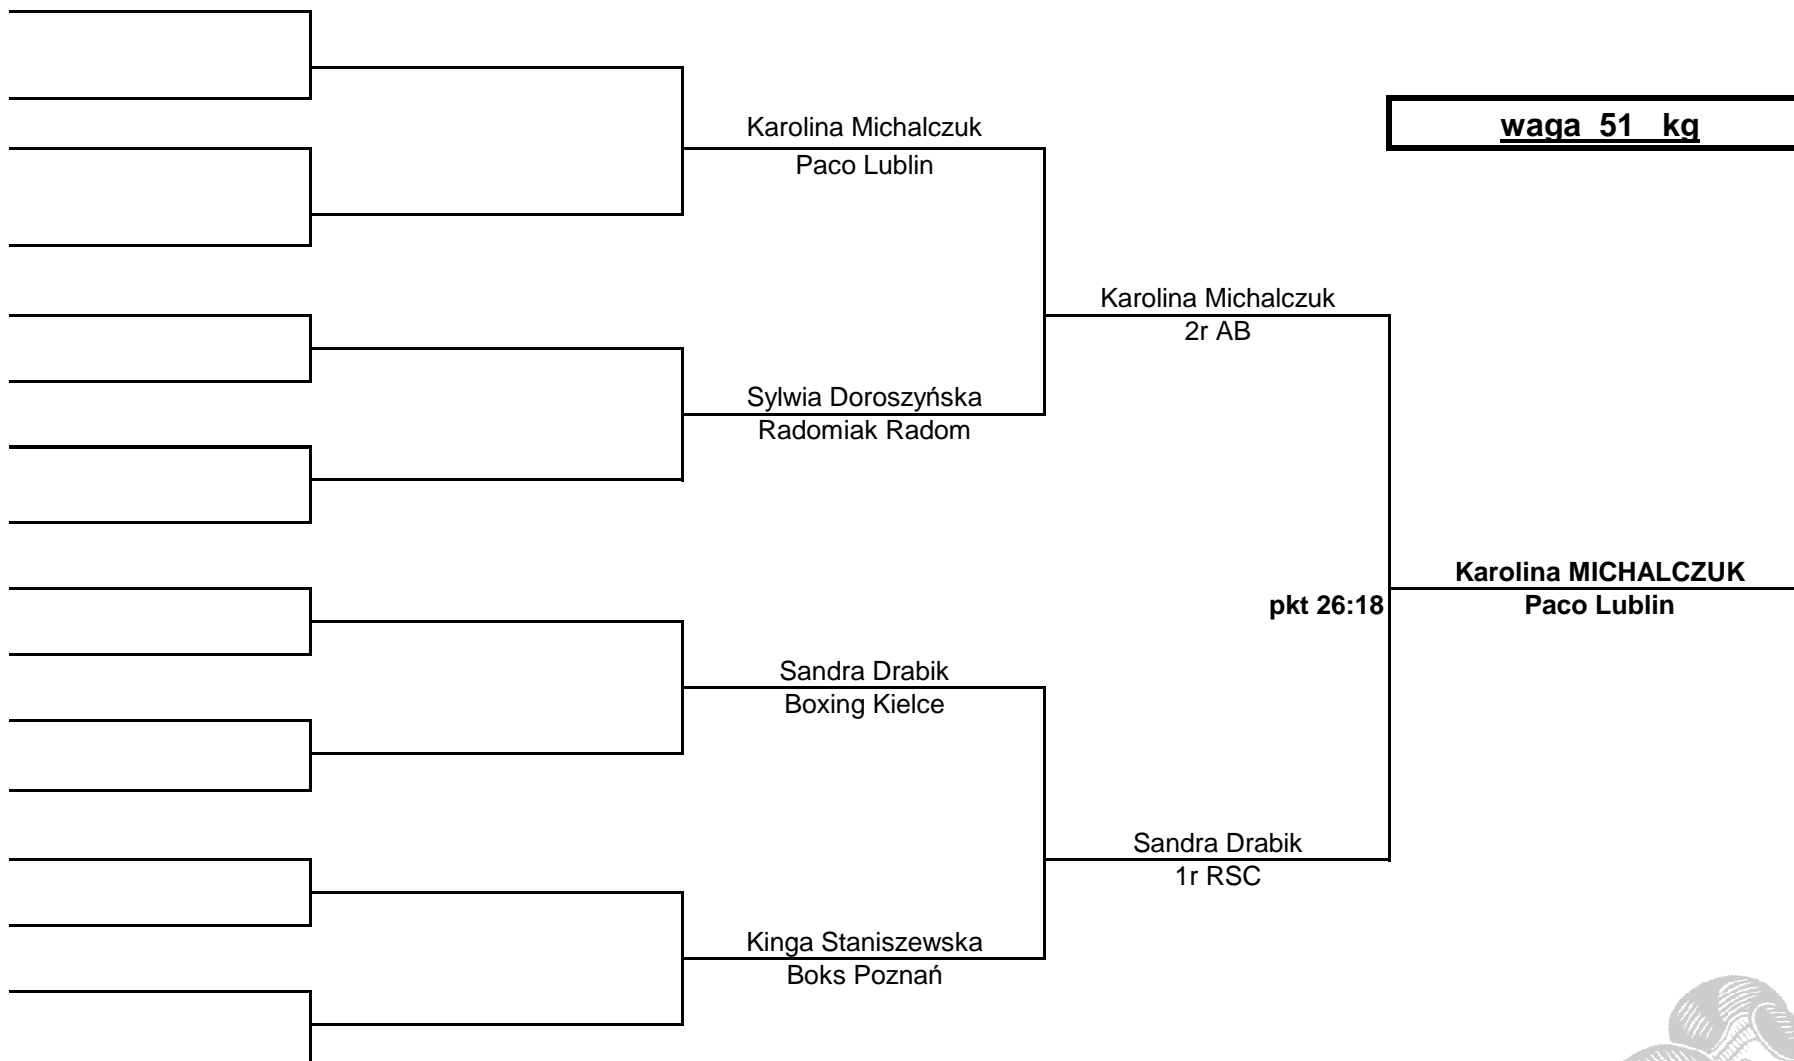 Karolina Michalczuk
Paco Lublin
waga 51 kg
Karolina Michalczuk
2r AB
Sylwia Doroszyńska
Radomiak Radom
Karolina MICHALCZUK
pkt 26:18
Paco Lublin
Sandra Drabik
Boxing Kielce
Sandra Drabik
1r RSC
Kinga Staniszewska
Boks Poznań